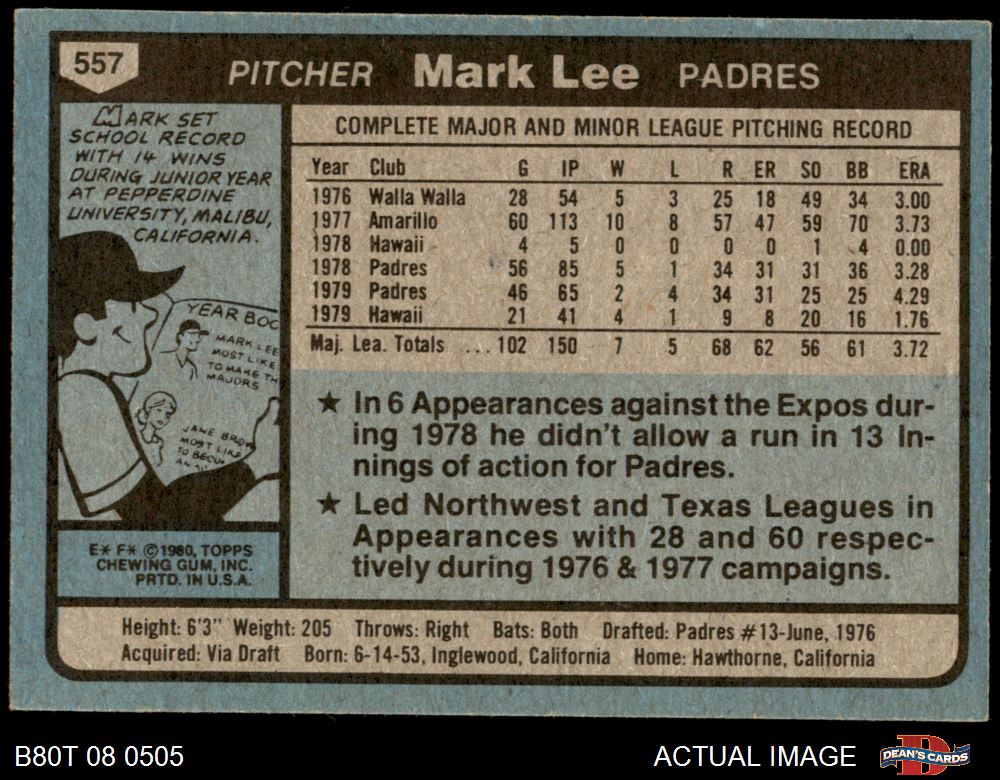 557
PITCHER Mark Lee PADRES
MARK SET
SCHOOL RECORD
WITH 14 WINS
DURING JUNIOR YEAR
AT PEPPERDINE
UNIVERSITY, MALIBU,
CALIFORNIA.
YEAR BOO
MARK LEE
MOST LIKE
TO MAKE TH
MAJORS
JANE BROW
MOST LIKE
TO BECOM
E✶ F✶ ©1980, TOPPS
CHEWING GUM, INC.
PRTD. IN U.S.A.
COMPLETE MAJOR AND MINOR LEAGUE PITCHING RECORD
Year Club G IP W L R ER SO BB ERA
1976 Walla Walla 28 54 5 3 25 18 49 34 3.00
1977 Amarillo 60 113 10 8 57 47 59 70 3.73
1978 Hawaii 4 5 0 0 0 0 1 4 0.00
1978 Padres 56 85 5 1 34 31 31 36 3.28
1979 Padres 46 65 2 4 34 31 25 25 4.29
1979 Hawaii 21 41 4 1 9 8 20 16 1.76
Maj. Lea. Totals ... 102 150 7 5 68 62 56 61 3.72
★ In 6 Appearances against the Expos dur-
ing 1978 he didn't allow a run in 13 In-
nings of action for Padres.
★ Led Northwest and Texas Leagues in
Appearances with 28 and 60 respec-
tively during 1976 & 1977 campaigns.
Height: 6'3" Weight: 205 Throws: Right Bats: Both Drafted: Padres #13-June, 1976
Acquired: Via Draft Born: 6-14-53, Inglewood, California Home: Hawthorne, California
B80T 08 0505
ACTUAL IMAGE
DEAN'S CARDS